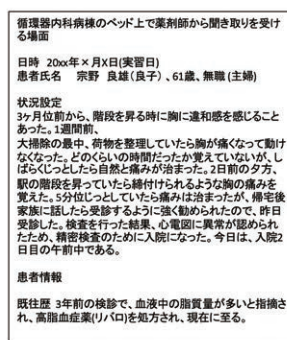 循環器内科病棟のベッド上で薬剤師から聞き取りを受け
る場面
日時 20xx年×月X日(実習日)
患者氏名 宗野 良雄(良子) 、61歳、無職(主婦)
状況設定
3ヶ月位前から、階段を昇る時に胸に違和感を感じること
あった。1週間前、
大掃除の最中、荷物を整理していたら胸が痛くなって動け
なくなった。どのくらいの時間だったか覚えていないが、し
ばらくじっとしたら自然と痛みが治まった。2日前の夕方、
駅の階段を昇っていたら締付けられるような胸の痛みを
覚えた。5分位じっとしていたら痛みは治まったが、帰宅後
家族に話したら受診するように強く勧められたので、昨日
受診した。検査を行った結果、心電図に異常が認められ
たため、精密検査のために入院になった。今日は、入院2
日目の午前中である。
患者情報
既往歴 3年前の検診で、血液中の脂質量が多いと指摘さ
れ、高脂血症薬(リバロ)を処方され、現在に至る。